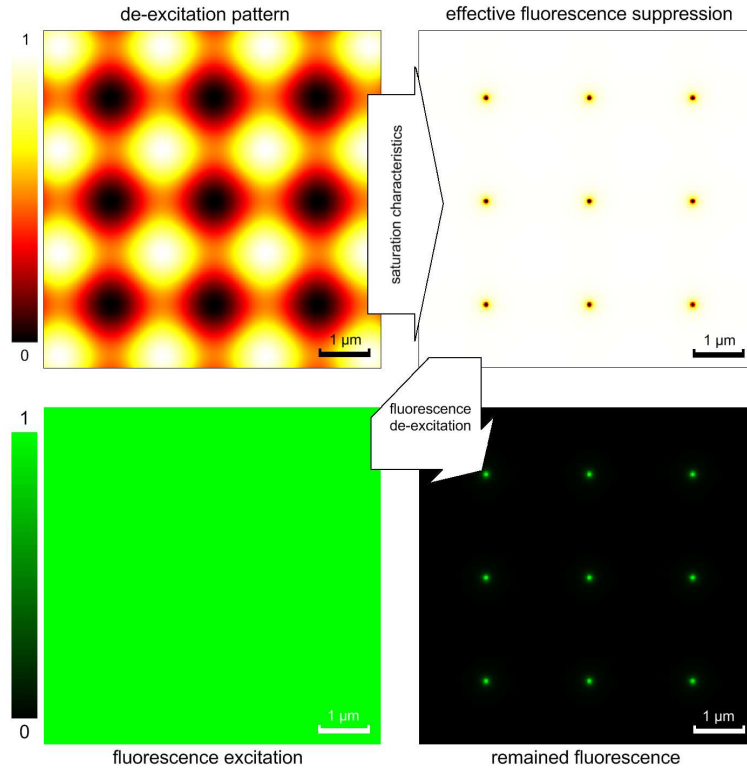 de-excitation pattern
effective fluorescence suppression
1
0
1 µm
saturation characteristics
1 µm
fluorescence
de-excitation
1
0
1 µm
1 µm
fluorescence excitation
remained fluorescence